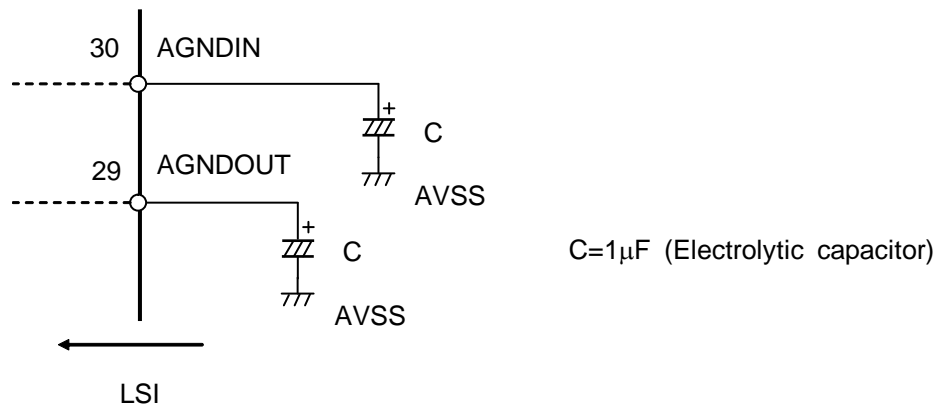 30 AGNDIN
+
C
AVSS
29 AGNDOUT
+
C
AVSS
C=1μF (Electrolytic capacitor)
LSI